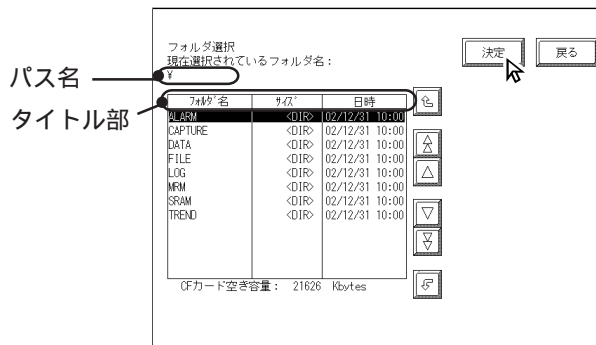 フォルダ選択
現在選択されているフォルダ名：
¥
決定
戻る
パス名
タイトル部
ﾌｫﾙﾀﾞ名 ｻｲｽﾞ 日時
ALARM <DIR> 02/12/31 10:00
CAPTURE <DIR> 02/12/31 10:00
DATA <DIR> 02/12/31 10:00
FILE <DIR> 02/12/31 10:00
LOG <DIR> 02/12/31 10:00
MRM <DIR> 02/12/31 10:00
SRAM <DIR> 02/12/31 10:00
TREND <DIR> 02/12/31 10:00
CFカード空き容量： 21626 Kbytes